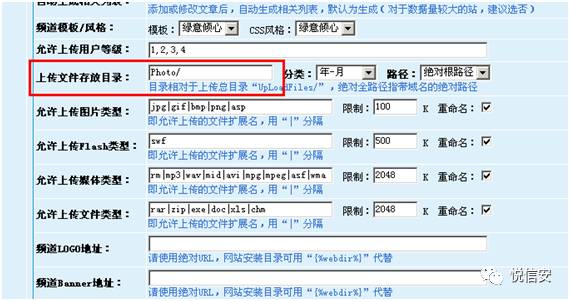 添加或修改文章后，自动生成相关列表，默认为生成（对于数据量较大的站，建议选否）
频道模板/风格： 模板： 绿意倾心 CSS风格： 绿意倾心
允许上传用户等级： 1,2,3,4
上传文件存放目录： Photo/ 分类： 年-月 路径： 绝对根路径
目录相对于上传总目录“UpLoadFiles/”，绝对全路径指带域名的绝对路径
允许上传图片类型： jpg|gif|bmp|png|asp 限制： 100 K 重命名：
即允许上传的文件扩展名，用“|”分隔
允许上传Flash类型： swf 限制： 500 K 重命名：
即允许上传的文件扩展名，用“|”分隔
允许上传媒体类型： rm|mp3|wav|mid|avi|mpg|mpeg|asf|wma 限制： 2048 K 重命名：
即允许上传的文件扩展名，用“|”分隔
允许上传文件类型： rar|zip|exe|doc|xls|chm 限制： 2048 K 重命名：
即允许上传的文件扩展名，用“|”分隔
频道LOGO地址：
请使用绝对URL，网站安装目录可用“{%webdir%}”代替
频道Banner地址：
请使用绝对URL，网站安装目录可用“{%webdir%}”代替
悦信安